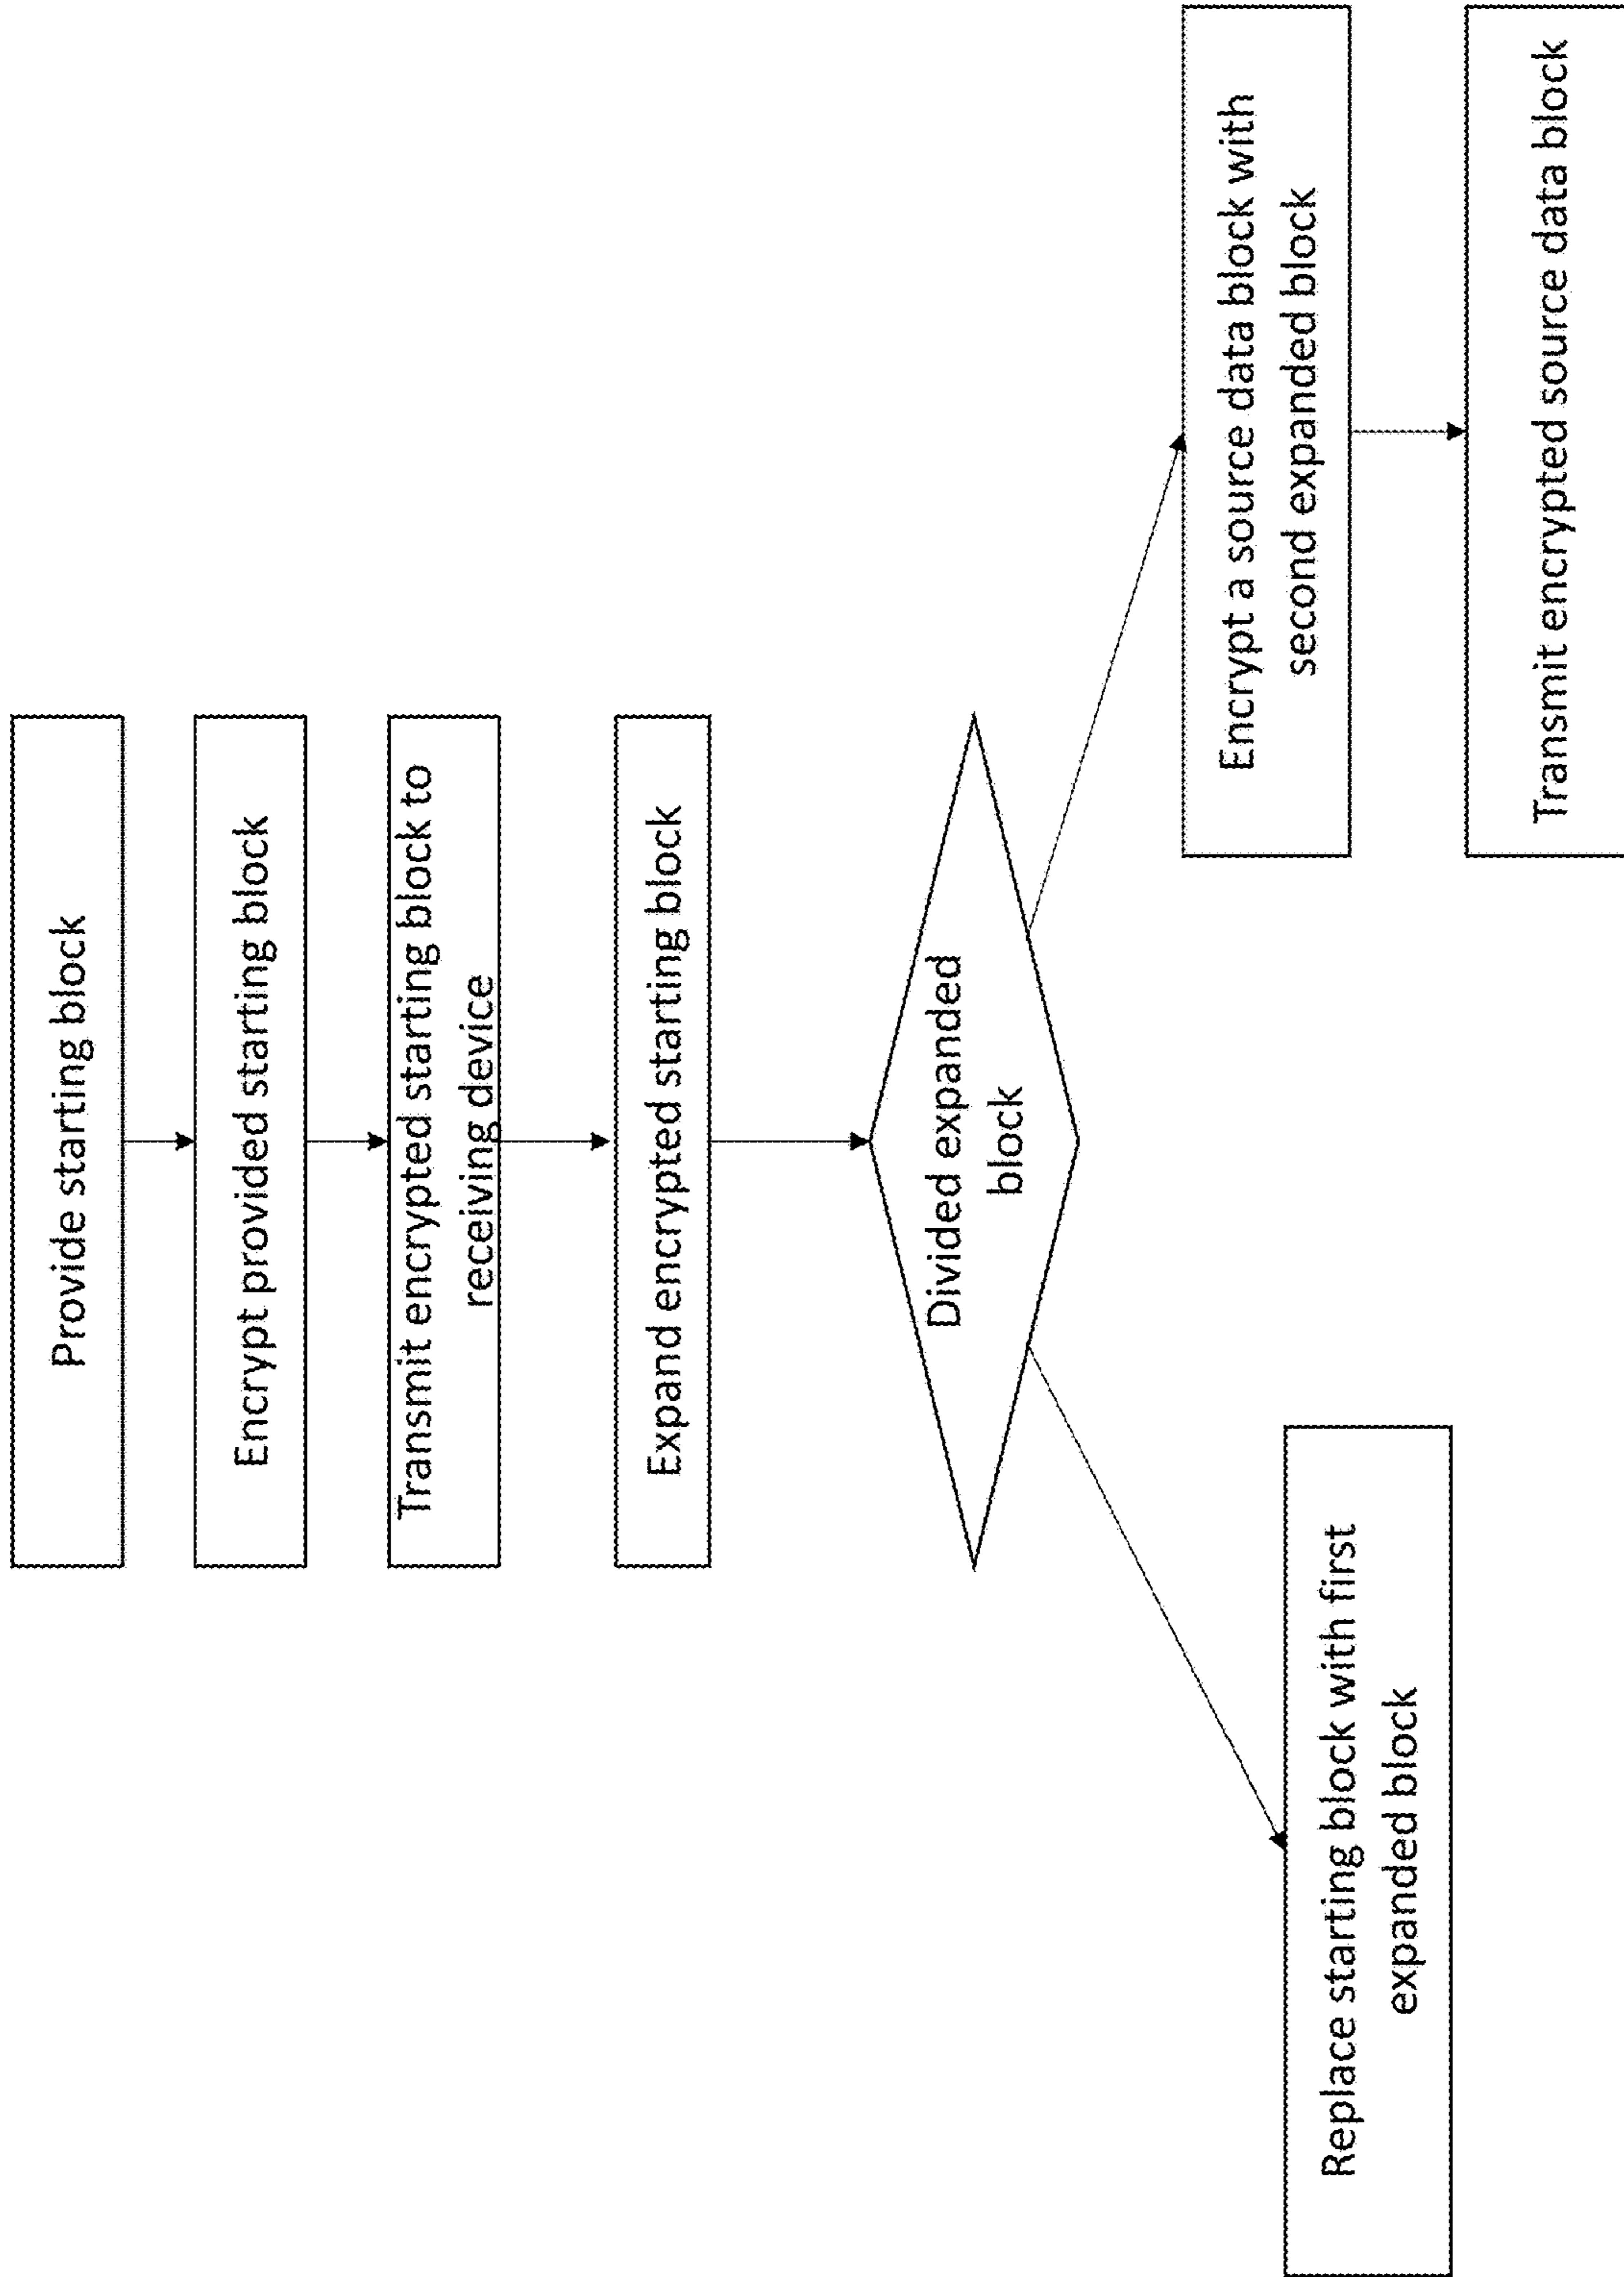 Provide starting block
Encrypt provided starting block
Transmit encrypted starting block to
receiving device
Expand encrypted starting block
Divided expanded
block
Replace starting block with first
expanded block
Encrypt a source data block with
second expanded block
Transmit encrypted source data block